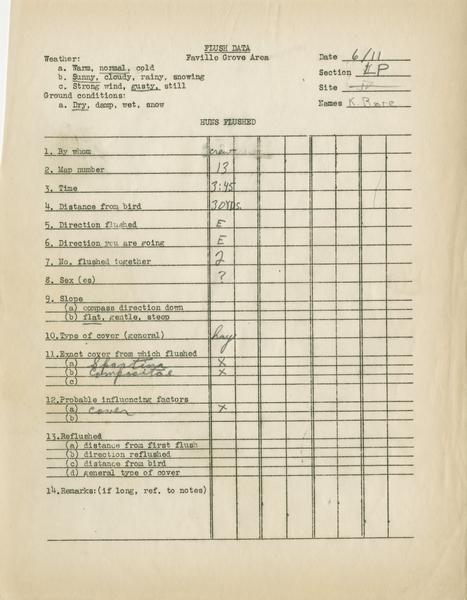 FLUSH DATA
Faville Grove Area
Weather:
a. Warm, normal, cold
b. Sunny, cloudy, rainy, snowing
c. Strong wind, gusty, still
Ground conditions:
a. Dry, damp, wet, snow
Date 6/11
Section P
Site
Names K.
HUNS FLUSHED
1. By whom crew
2. Map number 13
3. Time 3:45
4. Distance from bird 30YDS.
5. Direction flushed E
6. Direction you are going E
7. No. flushed together 2
8. Sex (es) ?
9. Slope
(a) compass direction down
(b) flat, gentle, steep
10. Type of cover (general) hay
11. Exact cover from which flushed
(a) Spartina X
(b) Compositae X
(c)
12. Probable influencing factors
(a) cover X
(b)
13. Reflushed
(a) distance from first flush
(b) direction reflushed
(c) distance from bird
(d) general type of cover
14. Remarks:(if long, ref. to notes)